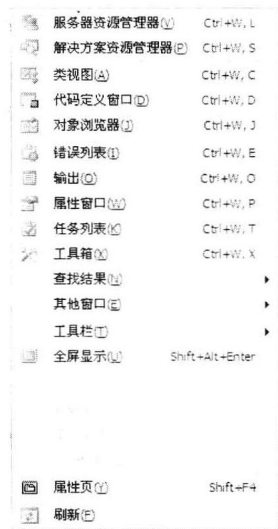 服务器资源管理器(V) Ctrl+W, L
解决方案资源管理器(P) Ctrl+W, S
类视图(A) Ctrl+W, C
代码定义窗口(D) Ctrl+W, D
对象浏览器(J) Ctrl+W, J
错误列表(I) Ctrl+W, E
输出(O) Ctrl+W, O
属性窗口(W) Ctrl+W, P
任务列表(K) Ctrl+W, T
工具箱(X) Ctrl+W, X
查找结果(N)
其他窗口(E)
工具栏(T)
全屏显示(U) Shift+Alt+Enter
属性页(Y) Shift+F4
刷新(F)